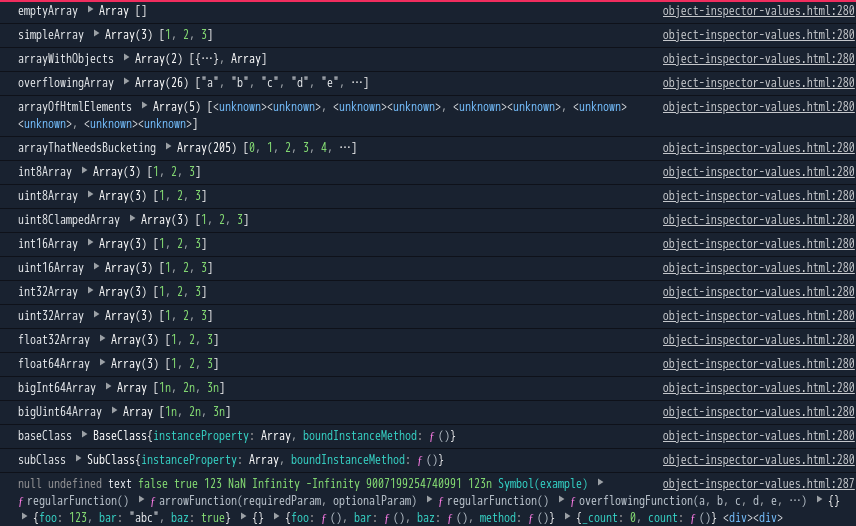 emptyArray ▶ Array [] object-inspector-values.html:280
simpleArray ▶ Array(3) [1, 2, 3] object-inspector-values.html:280
arrayWithObjects ▶ Array(2) [{⋯}, Array] object-inspector-values.html:280
overflowingArray ▶ Array(26) ["a", "b", "c", "d", "e", ⋯] object-inspector-values.html:280
arrayOfHtmlElements ▶ Array(5) [<unknown><unknown>, <unknown><unknown>, <unknown><unknown>, <unknown> object-inspector-values.html:280
<unknown>, <unknown><unknown>]
arrayThatNeedsBucketing ▶ Array(205) [0, 1, 2, 3, 4, ⋯] object-inspector-values.html:280
int8Array ▶ Array(3) [1, 2, 3] object-inspector-values.html:280
uint8Array ▶ Array(3) [1, 2, 3] object-inspector-values.html:280
uint8ClampedArray ▶ Array(3) [1, 2, 3] object-inspector-values.html:280
int16Array ▶ Array(3) [1, 2, 3] object-inspector-values.html:280
uint16Array ▶ Array(3) [1, 2, 3] object-inspector-values.html:280
int32Array ▶ Array(3) [1, 2, 3] object-inspector-values.html:280
uint32Array ▶ Array(3) [1, 2, 3] object-inspector-values.html:280
float32Array ▶ Array(3) [1, 2, 3] object-inspector-values.html:280
float64Array ▶ Array(3) [1, 2, 3] object-inspector-values.html:280
bigInt64Array ▶ Array [1n, 2n, 3n] object-inspector-values.html:280
bigUint64Array ▶ Array [1n, 2n, 3n] object-inspector-values.html:280
baseClass ▶ BaseClass{instanceProperty: Array, boundInstanceMethod: ƒ ()} object-inspector-values.html:280
subClass ▶ SubClass{instanceProperty: Array, boundInstanceMethod: ƒ ()} object-inspector-values.html:280
null undefined text false true 123 NaN Infinity -Infinity 9007199254740991 123n Symbol(example) ▶ object-inspector-values.html:287
ƒ regularFunction() ▶ ƒ arrowFunction(requiredParam, optionalParam) ▶ ƒ regularFunction() ▶ ƒ overflowingFunction(a, b, c, d, e, ⋯) ▶ {}
▶ {foo: 123, bar: "abc", baz: true} ▶ {} ▶ {foo: ƒ (), bar: ƒ (), baz: ƒ (), method: ƒ ()} ▶ {_count: 0, count: ƒ ()} <div><div>